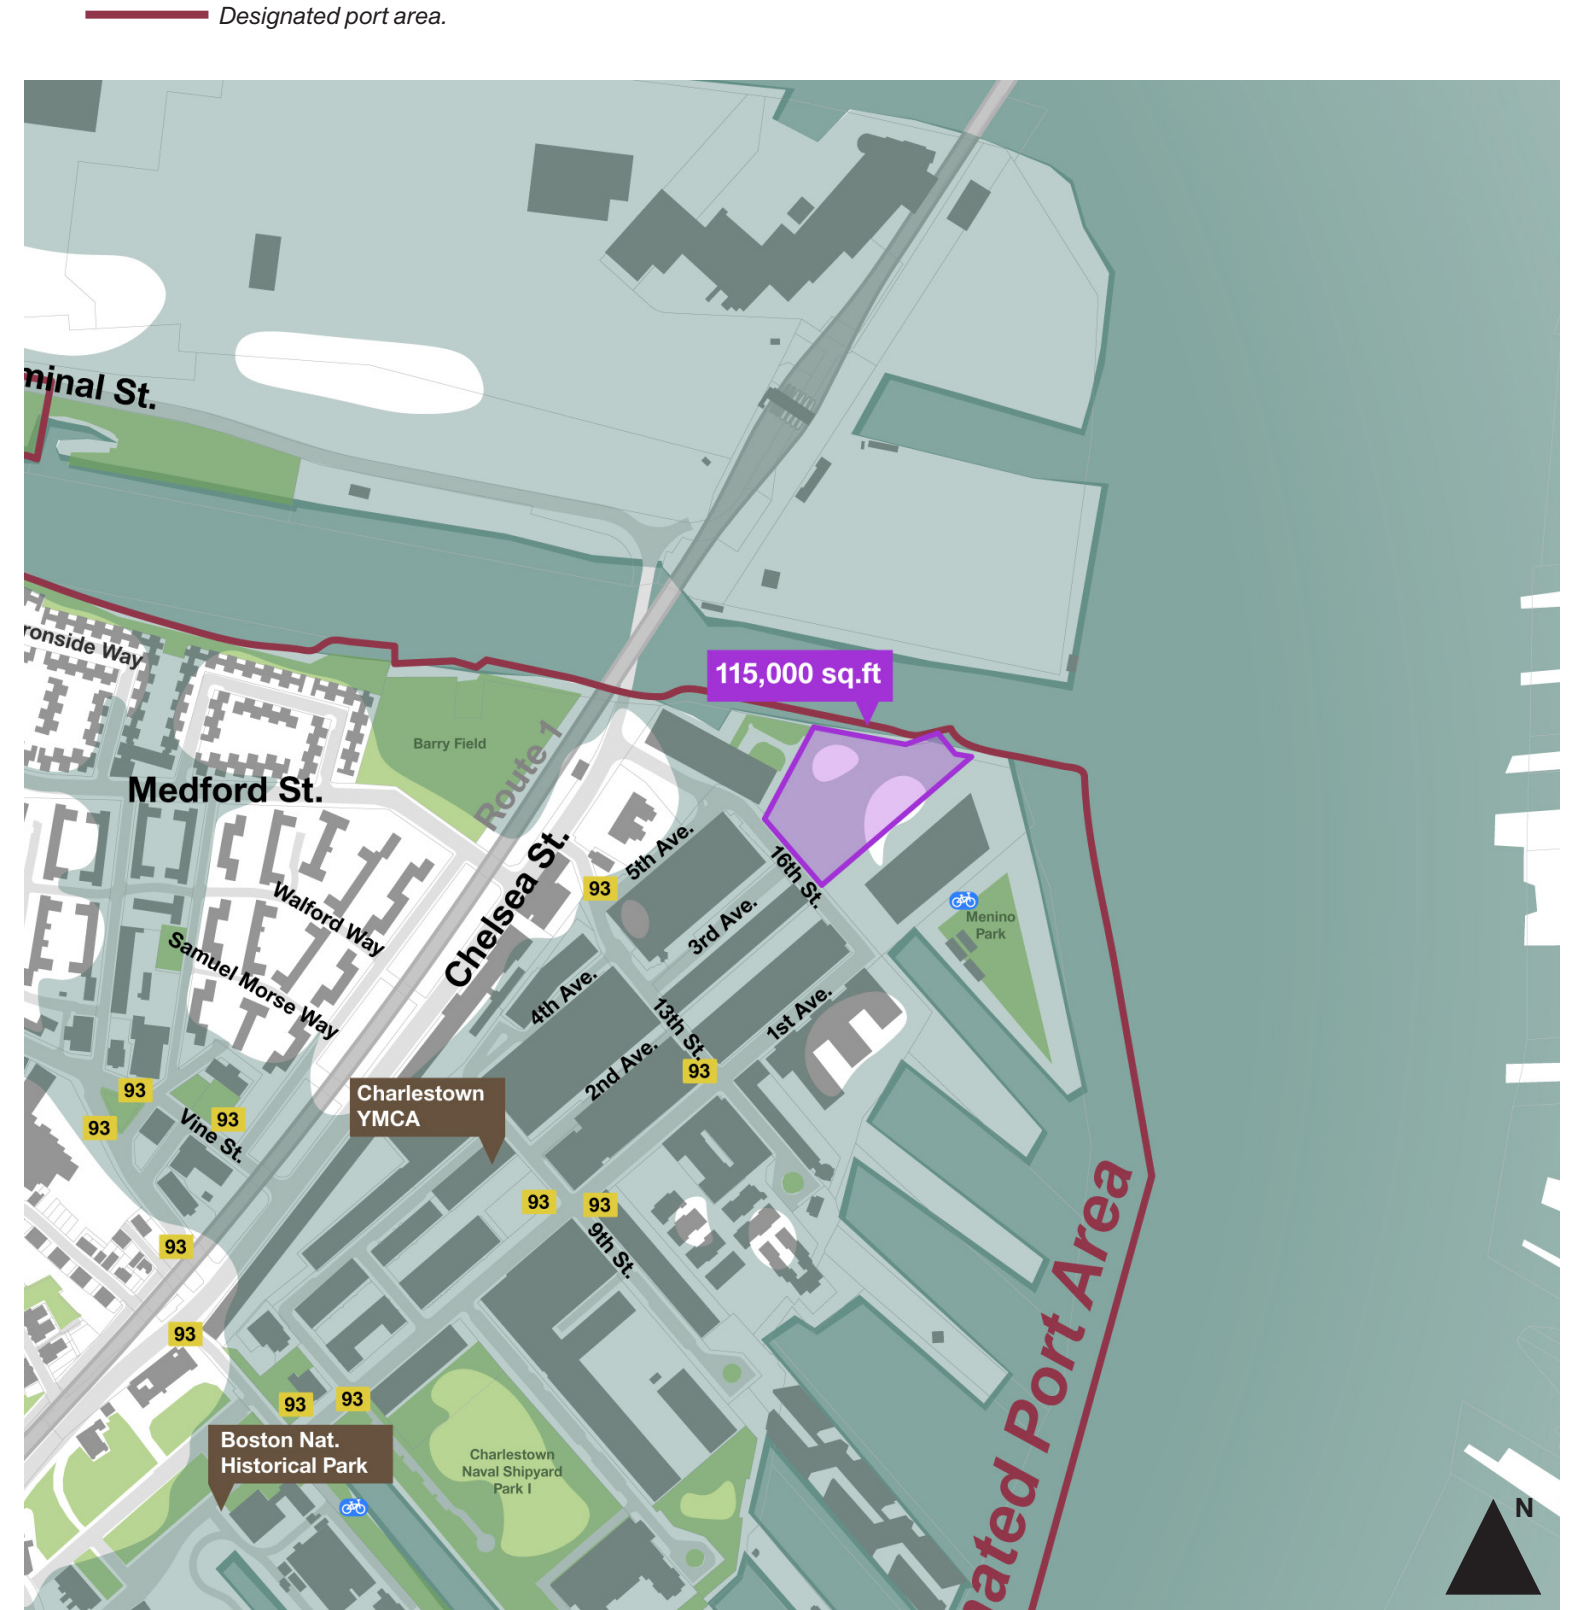 Designated port area.
minal St.
ronside Way
115,000 sq.ft
Barry Field
Route 1
Medford St.
Chelsea St.
5th Ave.
16th St.
93
3rd Ave.
Menino
Park
Walford Way
Samuel Morse Way
4th Ave.
13th St.
1st Ave.
2nd Ave.
93
93
93
93
Vine St.
Charlestown
YMCA
93
93
9th St.
93
93
93
93
Boston Nat.
Historical Park
Charlestown
Naval Shipyard
Park I
nated Port Area
N